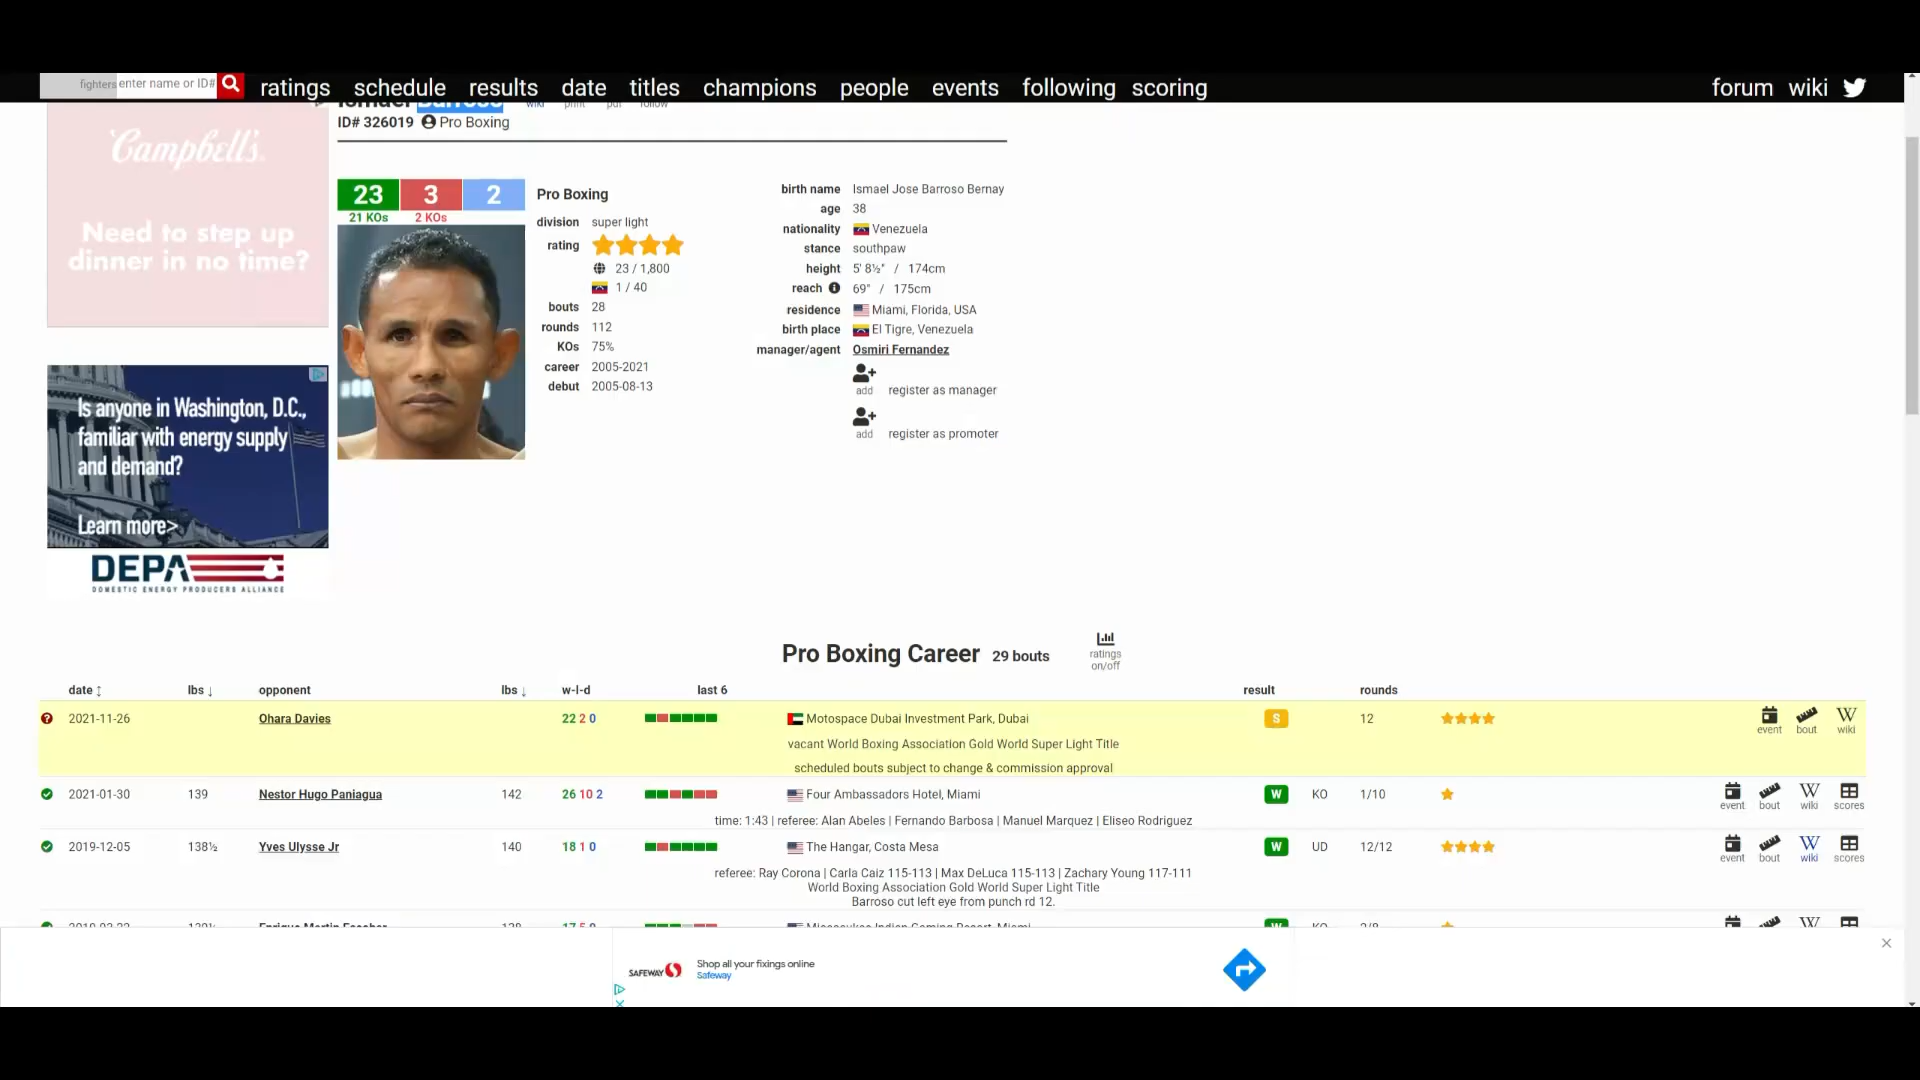 fighters enter name or ID# ratings schedule results date titles champions people events following scoring forum wiki
Ismael Barroso wiki print pdf follow
ID# 326019 Pro Boxing
Campbell's.
Need to step up
dinner in no time?
23 3 2
21 KOs 2 KOs
Pro Boxing
division super light
rating
23 / 1,800
1 / 40
bouts 28
rounds 112
KOs 75%
career 2005-2021
debut 2005-08-13
birth name Ismael Jose Barroso Bernay
age 38
nationality Venezuela
stance southpaw
height 5' 8½" / 174cm
reach 69" / 175cm
residence Miami, Florida, USA
birth place El Tigre, Venezuela
manager/agent Osmiri Fernandez
add register as manager
add register as promoter
Is anyone in Washington, D.C.,
familiar with energy supply
and demand?
Learn more>
DEPA
DOMESTIC ENERGY PRODUCERS ALLIANCE
Pro Boxing Career 29 bouts
ratings
on/off
date ↕ lbs ↓ opponent lbs ↓ w-l-d last 6 result rounds
2021-11-26 Ohara Davies 22 2 0 Motospace Dubai Investment Park, Dubai S 12 event bout wiki
vacant World Boxing Association Gold World Super Light Title
scheduled bouts subject to change & commission approval
2021-01-30 139 Nestor Hugo Paniagua 142 26 10 2 Four Ambassadors Hotel, Miami W KO 1/10 event bout wiki scores
time: 1:43 | referee: Alan Abeles | Fernando Barbosa | Manuel Marquez | Eliseo Rodriguez
2019-12-05 138½ Yves Ulysse Jr 140 18 1 0 The Hangar, Costa Mesa W UD 12/12 event bout wiki scores
referee: Ray Corona | Carla Caiz 115-113 | Max DeLuca 115-113 | Zachary Young 117-111
World Boxing Association Gold World Super Light Title
Barroso cut left eye from punch rd 12.
SAFEWAY
Shop all your fixings online
Safeway